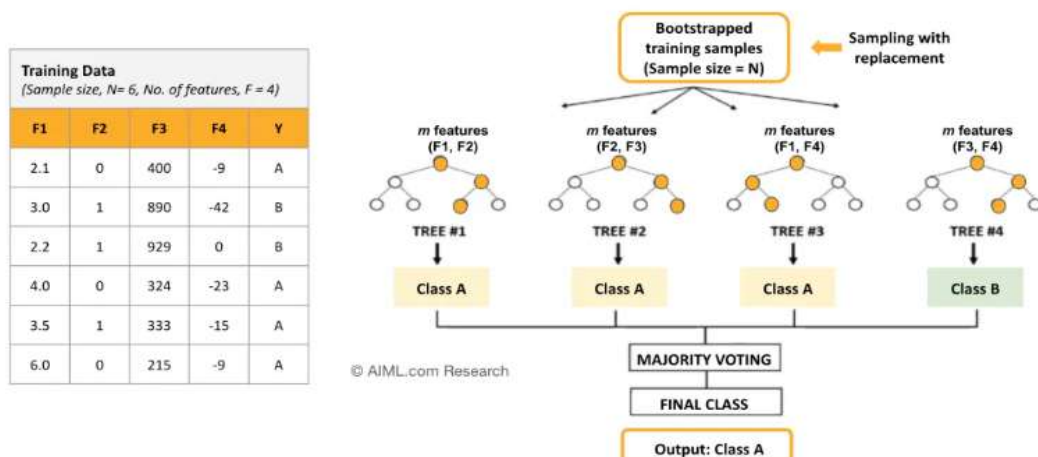 Training Data
(Sample size, N= 6, No. of features, F = 4)
F1 F2 F3 F4 Y
2.1 0 400 -9 A
3.0 1 890 -42 B
2.2 1 929 0 B
4.0 0 324 -23 A
3.5 1 333 -15 A
6.0 0 215 -9 A
Bootstrapped
training samples
(Sample size = N)
Sampling with
replacement
m features
(F1, F2)
m features
(F2, F3)
m features
(F1, F4)
m features
(F3, F4)
TREE #1
TREE #2
TREE #3
TREE #4
Class A
Class A
Class A
Class B
MAJORITY VOTING
© AIML.com Research
FINAL CLASS
Output: Class A